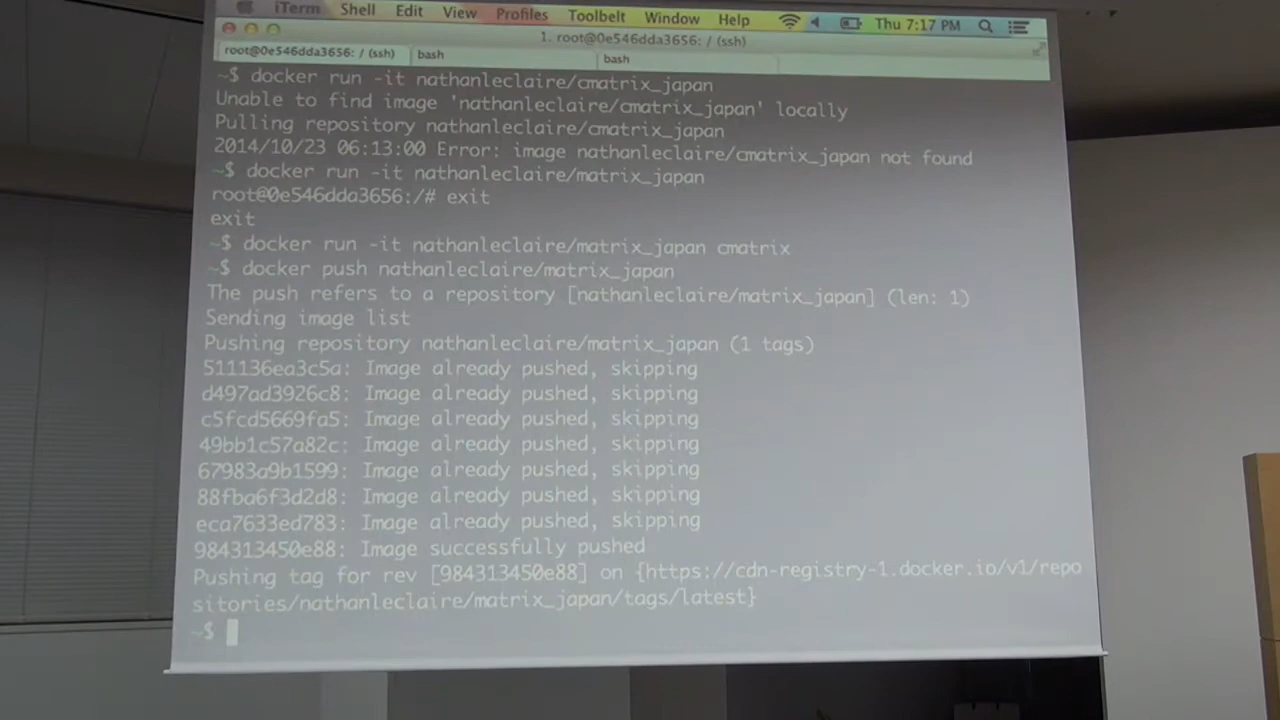 iTerm Shell Edit View Profiles Toolbelt Window Help Thu 7:17 PM
1. root@0e546dda3656: / (ssh)
root@0e546dda3656: / (ssh) bash bash
~$ docker run -it nathanleclaire/cmatrix_japan
Unable to find image 'nathanleclaire/cmatrix_japan' locally
Pulling repository nathanleclaire/cmatrix_japan
2014/10/23 06:13:00 Error: image nathanleclaire/cmatrix_japan not found
~$ docker run -it nathanleclaire/matrix_japan
root@0e546dda3656:/# exit
exit
~$ docker run -it nathanleclaire/matrix_japan cmatrix
~$ docker push nathanleclaire/matrix_japan
The push refers to a repository [nathanleclaire/matrix_japan] (len: 1)
Sending image list
Pushing repository nathanleclaire/matrix_japan (1 tags)
511136ea3c5a: Image already pushed, skipping
d497ad3926c8: Image already pushed, skipping
c5fcd5669fa5: Image already pushed, skipping
49bb1c57a82c: Image already pushed, skipping
67983a9b1599: Image already pushed, skipping
88fba6f3d2d8: Image already pushed, skipping
eca7633ed783: Image already pushed, skipping
984313450e88: Image successfully pushed
Pushing tag for rev [984313450e88] on {https://cdn-registry-1.docker.io/v1/repo
sitories/nathanleclaire/matrix_japan/tags/latest}
~$